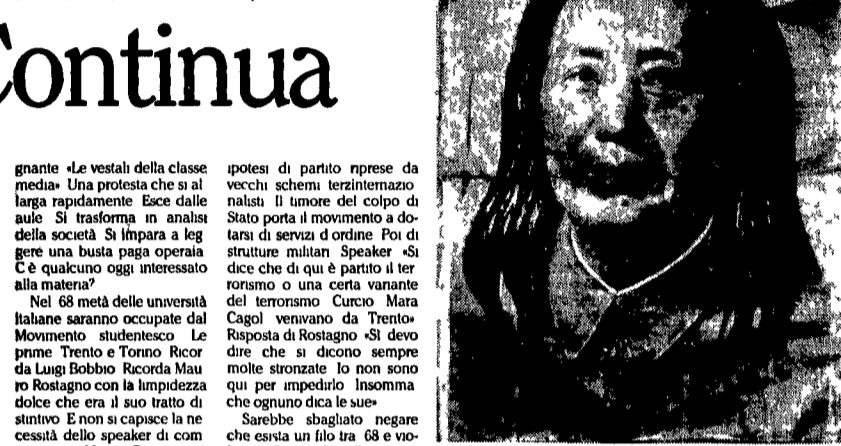 Continua
gnante «Le vestali della classe
media» Una protesta che si al
larga rapidamente Esce dalle
aule Si trasforma in analisi
della società Si impara a leg
gere una busta paga operaia
C è qualcuno oggi interessato
alla materia?
Nel 68 metà delle università
italiane saranno occupate dal
Movimento studentesco Le
prime Trento e Torino Ricor
da Luigi Bobbio Ricorda Mau
ro Rostagno con la limpidezza
dolce che era il suo tratto di
stintivo E non si capisce la ne
cessità dello speaker di com
ipotesi di partito riprese da
vecchi schemi terzinternazio
nalisti Il timore del colpo di
Stato porta il movimento a do-
tarsi di servizi d ordine Poi di
strutture militari Speaker «Si
dice che di qui è partito il ter
rorismo o una certa variante
del terrorismo Curcio Mara
Cagol venivano da Trento»
Risposta di Rostagno «Si devo
dire che si dicono sempre
molte stronzate Io non sono
qui per impedirlo Insomma
che ognuno dica le sue»
Sarebbe sbagliato negare
che esista un filo tra 68 e vio-